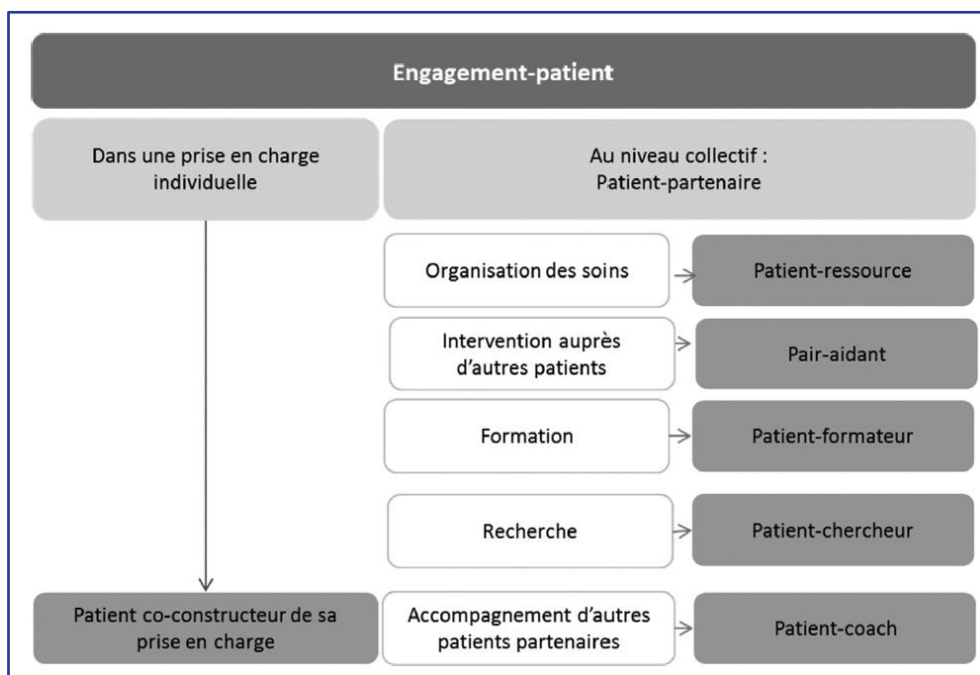 Engagement-patient
Dans une prise en charge
individuelle
Au niveau collectif :
Patient-partenaire
Organisation des soins
Patient-ressource
Intervention auprès
d'autres patients
Pair-aidant
Formation
Patient-formateur
Recherche
Patient-chercheur
Patient co-constructeur de sa
prise en charge
Accompagnement d'autres
patients partenaires
Patient-coach